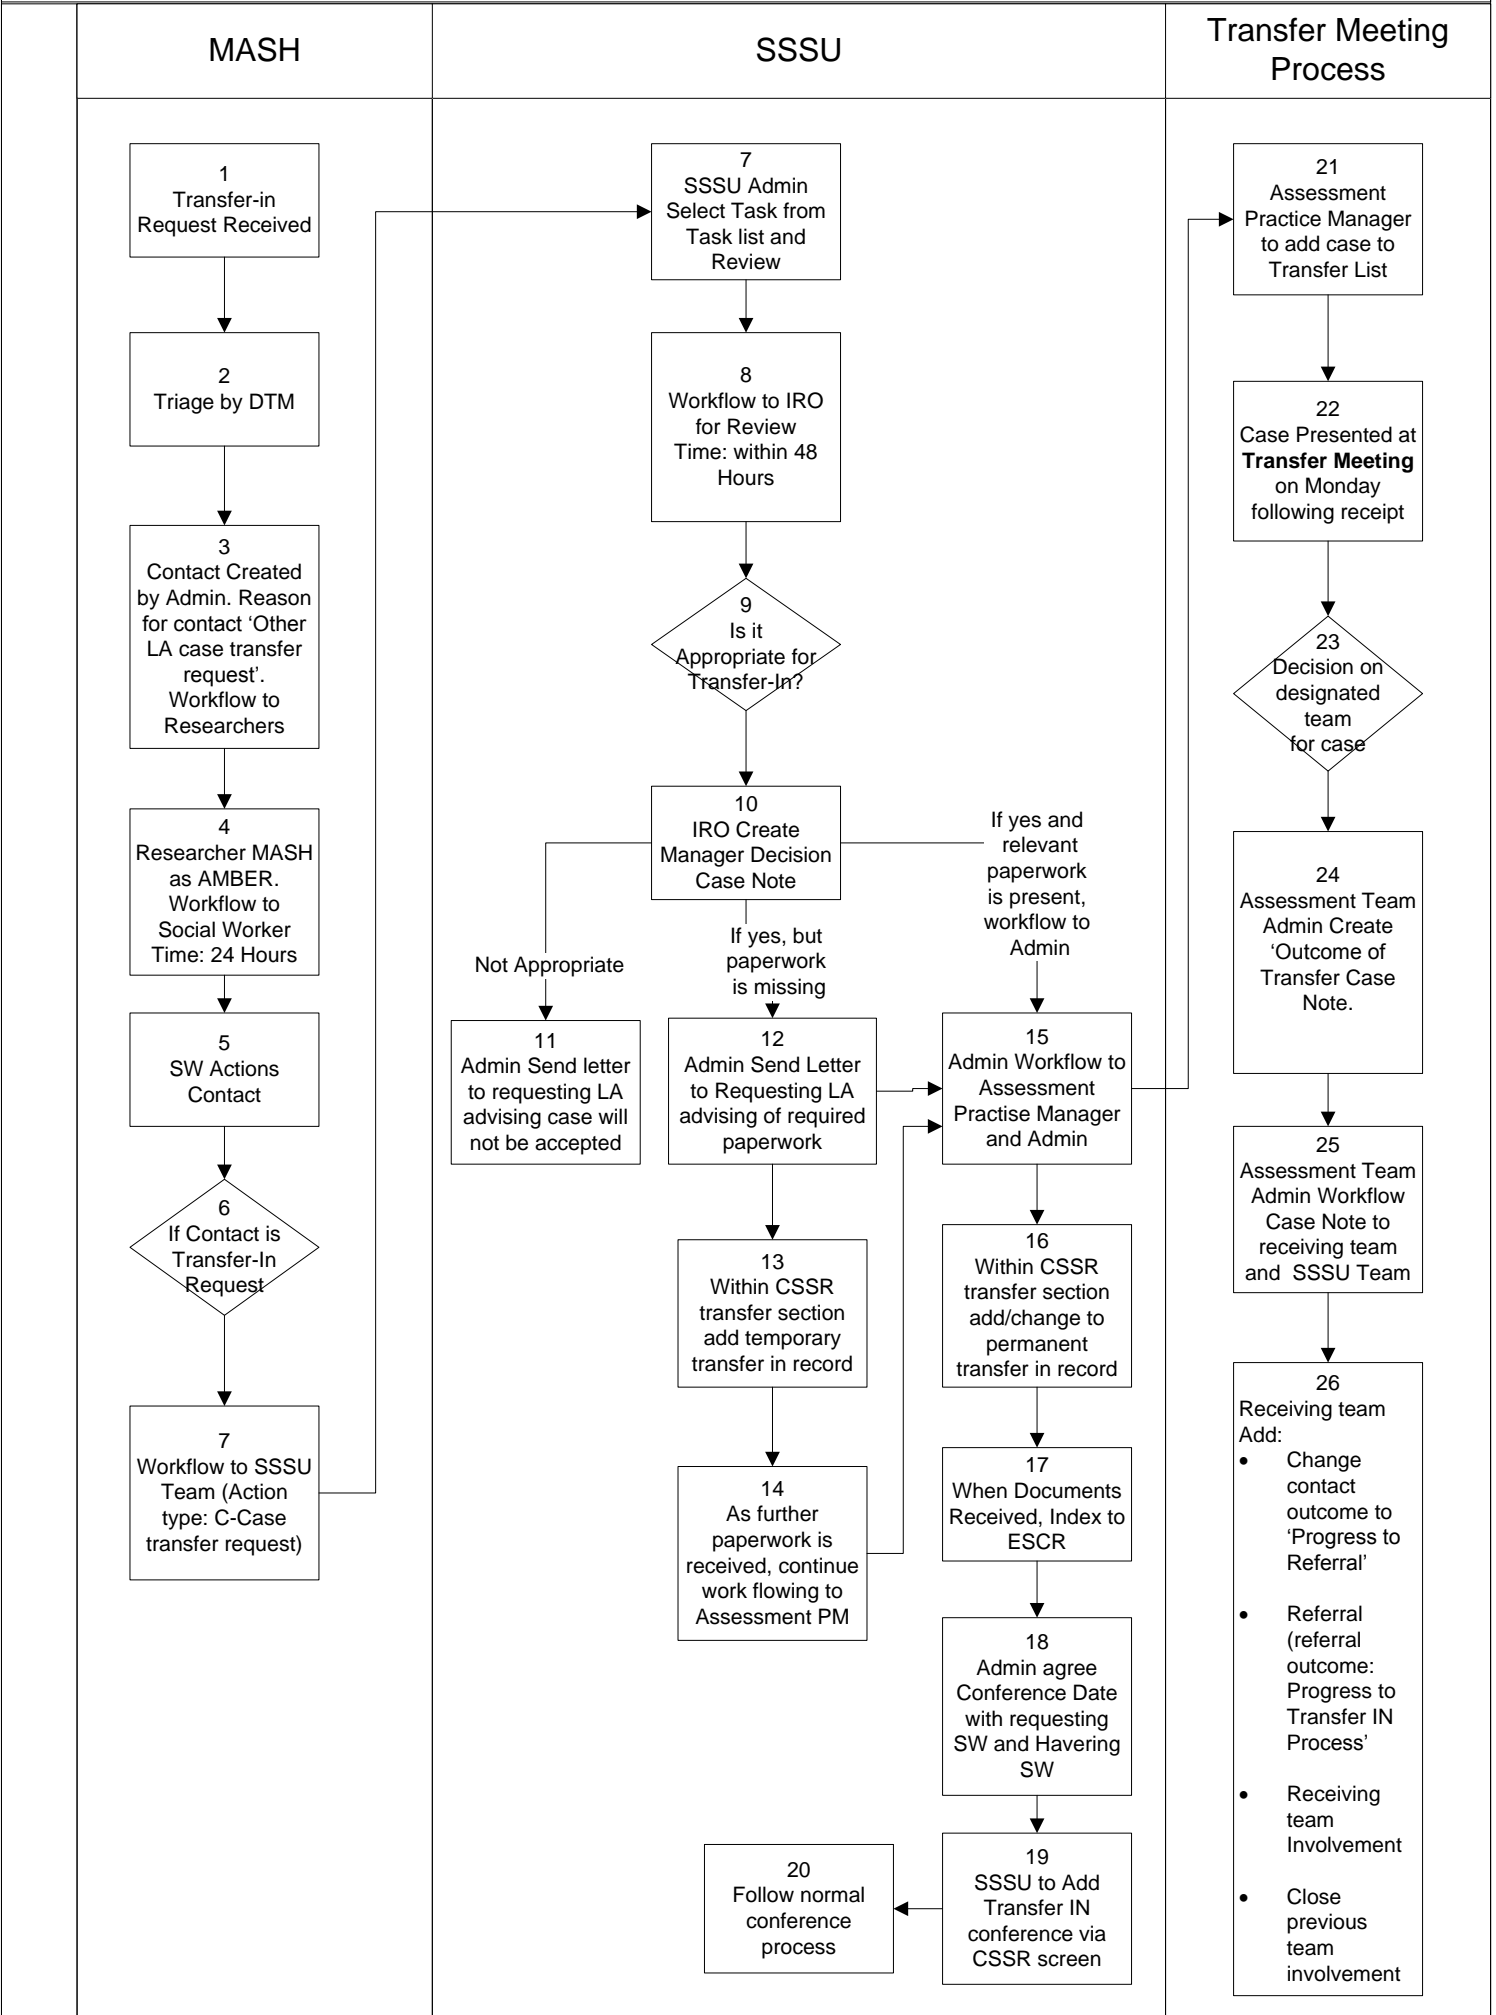 MASH
SSSU
Transfer Meeting
Process
1
Transfer-in
Request Received
2
Triage by DTM
3
Contact Created
by Admin. Reason
for contact ‘Other
LA case transfer
request’.
Workflow to
Researchers
4
Researcher MASH
as AMBER.
Workflow to
Social Worker
Time: 24 Hours
5
SW Actions
Contact
6
If Contact is
Transfer-In
Request
7
Workflow to SSSU
Team (Action
type: C-Case
transfer request)
7
SSSU Admin
Select Task from
Task list and
Review
8
Workflow to IRO
for Review
Time: within 48
Hours
9
Is it
Appropriate for
Transfer-In?
10
IRO Create
Manager Decision
Case Note
Not Appropriate
If yes, but
paperwork
is missing
If yes and
relevant
paperwork
is present,
workflow to
Admin
11
Admin Send letter
to requesting LA
advising case will
not be accepted
12
Admin Send Letter
to Requesting LA
advising of required
paperwork
13
Within CSSR
transfer section
add temporary
transfer in record
14
As further
paperwork is
received, continue
work flowing to
Assessment PM
15
Admin Workflow to
Assessment
Practise Manager
and Admin
16
Within CSSR
transfer section
add/change to
permanent
transfer in record
17
When Documents
Received, Index to
ESCR
18
Admin agree
Conference Date
with requesting
SW and Havering
SW
19
SSSU to Add
Transfer IN
conference via
CSSR screen
20
Follow normal
conference
process
21
Assessment
Practice Manager
to add case to
Transfer List
22
Case Presented at
Transfer Meeting
on Monday
following receipt
23
Decision on
designated
team
for case
24
Assessment Team
Admin Create
‘Outcome of
Transfer Case
Note.
25
Assessment Team
Admin Workflow
Case Note to
receiving team
and SSSU Team
26
Receiving team
Add:
• Change
contact
outcome to
‘Progress to
Referral’
• Referral
(referral
outcome:
Progress to
Transfer IN
Process’
• Receiving
team
Involvement
• Close
previous
team
involvement